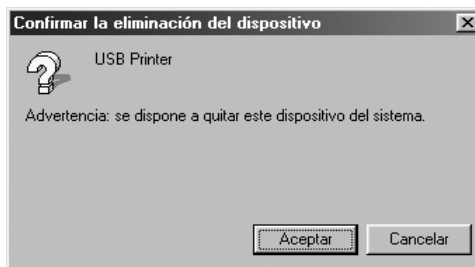 Confirmar la eliminación del dispositivo
USB Printer
Advertencia: se dispone a quitar este dispositivo del sistema.
Aceptar
Cancelar